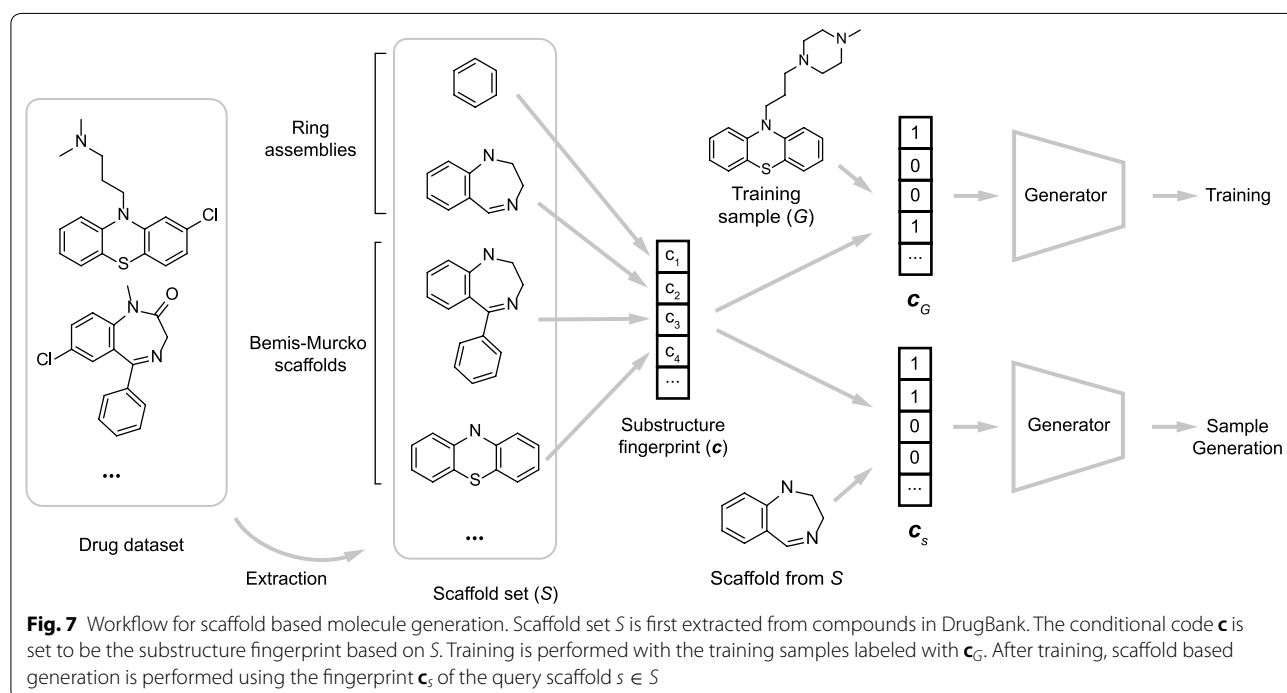 Drug dataset
N
N
S
Cl
N
O
Cl
N
...
Extraction
Ring
assemblies
Bemis-Murcko
scaffolds
N
N
N
N
N
S
...
Scaffold set (S)
c1
c2
c3
c4
...
Substructure
fingerprint (c)
N
N
N
S
Training
sample (G)
N
N
Scaffold from S
1
0
0
1
...
cG
1
1
0
0
...
cs
Generator
Training
Generator
Sample
Generation
Fig. 7 Workflow for scaffold based molecule generation. Scaffold set S is first extracted from compounds in DrugBank. The conditional code c is
set to be the substructure fingerprint based on S. Training is performed with the training samples labeled with cG. After training, scaffold based
generation is performed using the fingerprint cs of the query scaffold s ∈ S